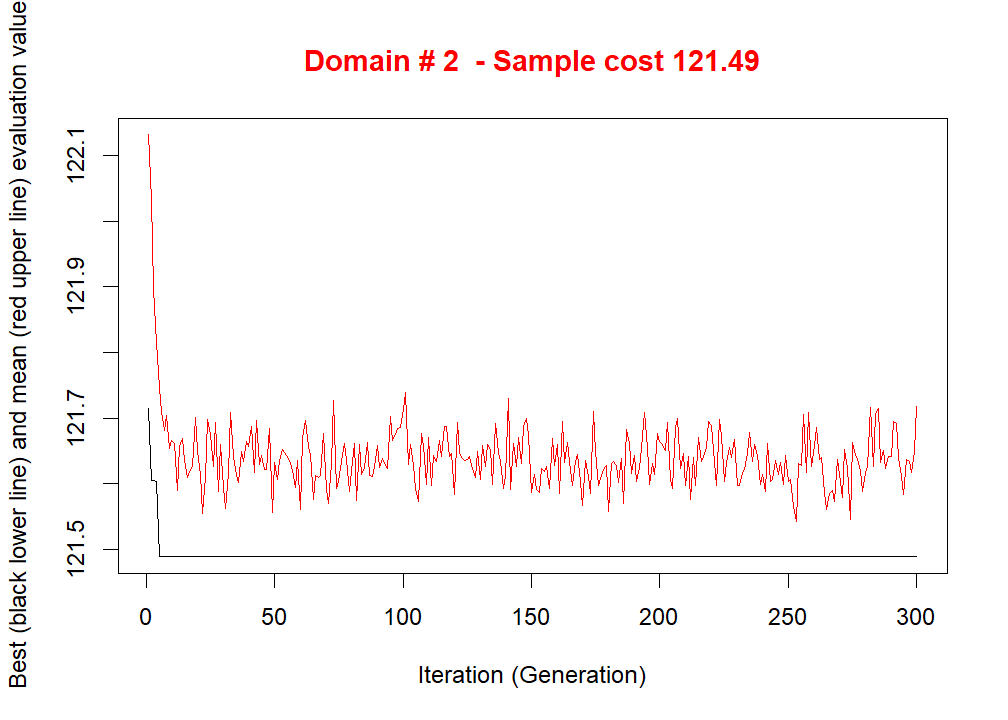 Domain # 2  - Sample cost 121.49
Best (black lower line) and mean (red upper line) evaluation value
122.1
121.9
121.7
121.5
0 50 100 150 200 250 300
Iteration (Generation)